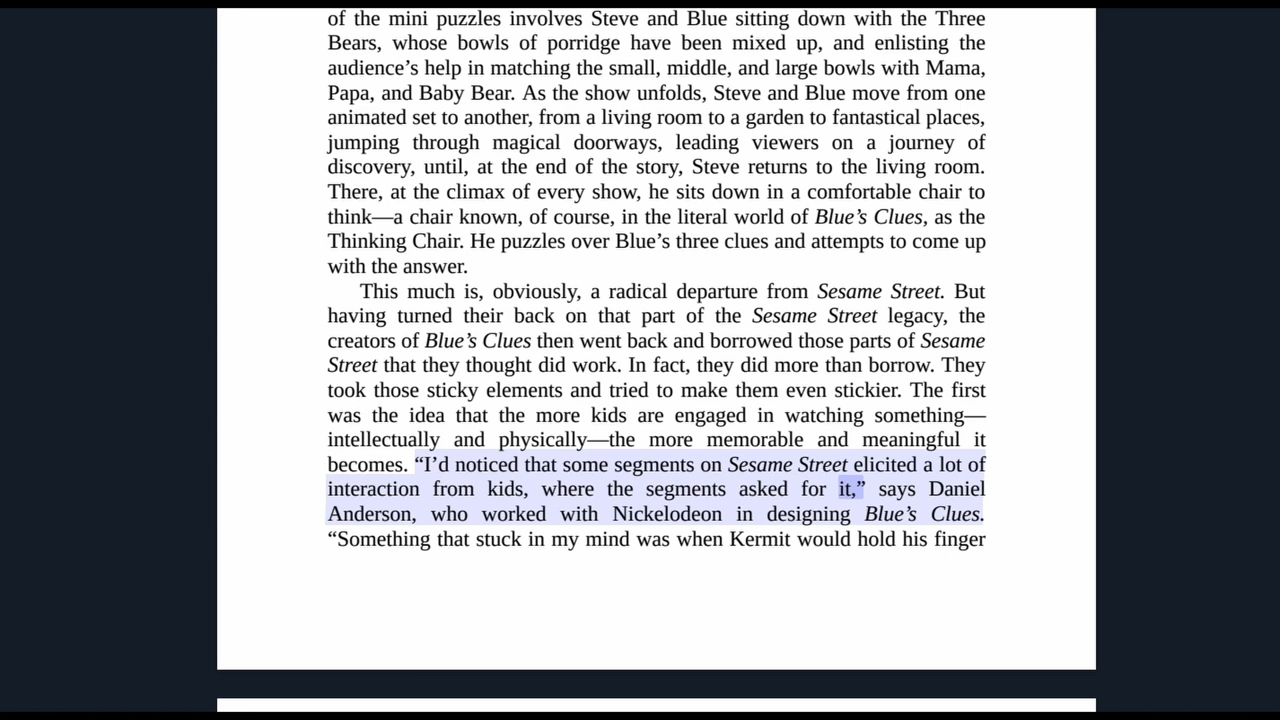 of the mini puzzles involves Steve and Blue sitting down with the Three
Bears, whose bowls of porridge have been mixed up, and enlisting the
audience’s help in matching the small, middle, and large bowls with Mama,
Papa, and Baby Bear. As the show unfolds, Steve and Blue move from one
animated set to another, from a living room to a garden to fantastical places,
jumping through magical doorways, leading viewers on a journey of
discovery, until, at the end of the story, Steve returns to the living room.
There, at the climax of every show, he sits down in a comfortable chair to
think—a chair known, of course, in the literal world of Blue’s Clues, as the
Thinking Chair. He puzzles over Blue’s three clues and attempts to come up
with the answer.
This much is, obviously, a radical departure from Sesame Street. But
having turned their back on that part of the Sesame Street legacy, the
creators of Blue’s Clues then went back and borrowed those parts of Sesame
Street that they thought did work. In fact, they did more than borrow. They
took those sticky elements and tried to make them even stickier. The first
was the idea that the more kids are engaged in watching something—
intellectually and physically—the more memorable and meaningful it
becomes. “I’d noticed that some segments on Sesame Street elicited a lot of
interaction from kids, where the segments asked for it,” says Daniel
Anderson, who worked with Nickelodeon in designing Blue’s Clues.
“Something that stuck in my mind was when Kermit would hold his finger